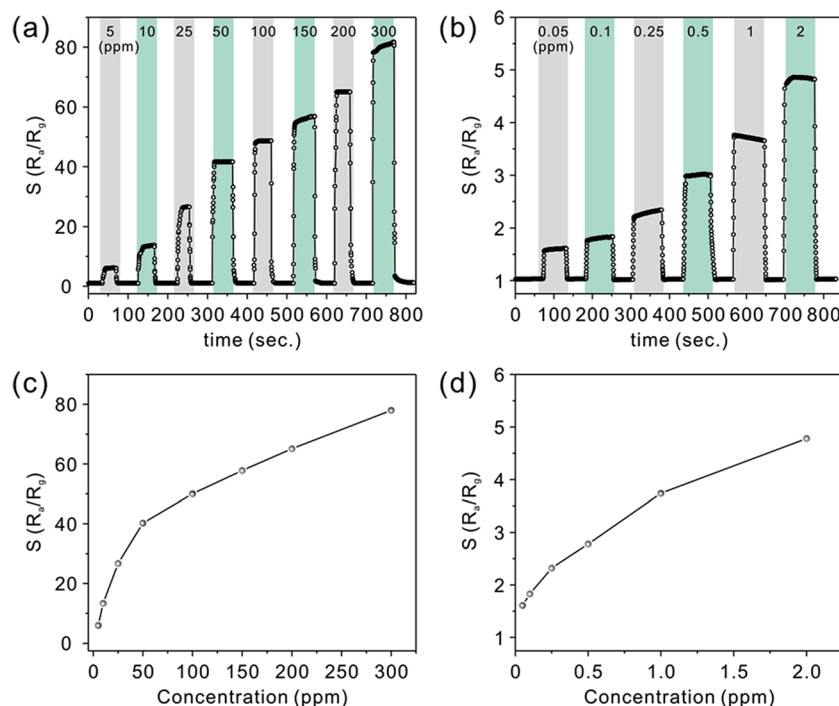 (a)
5 10 25 50 100 150 200 300
(ppm)
80
60
40
20
0
S (Ra/Rg)
0 100 200 300 400 500 600 700 800
time (sec.)
(b)
0.05 0.1 0.25 0.5 1 2
(ppm)
6
5
4
3
2
1
S (Ra/Rg)
0 100 200 300 400 500 600 700 800
time (sec.)
(c)
80
60
40
20
0
S (Ra/Rg)
0 50 100 150 200 250 300
Concentration (ppm)
(d)
6
5
4
3
2
1
S (Ra/Rg)
0 0.5 1.0 1.5 2.0
Concentration (ppm)